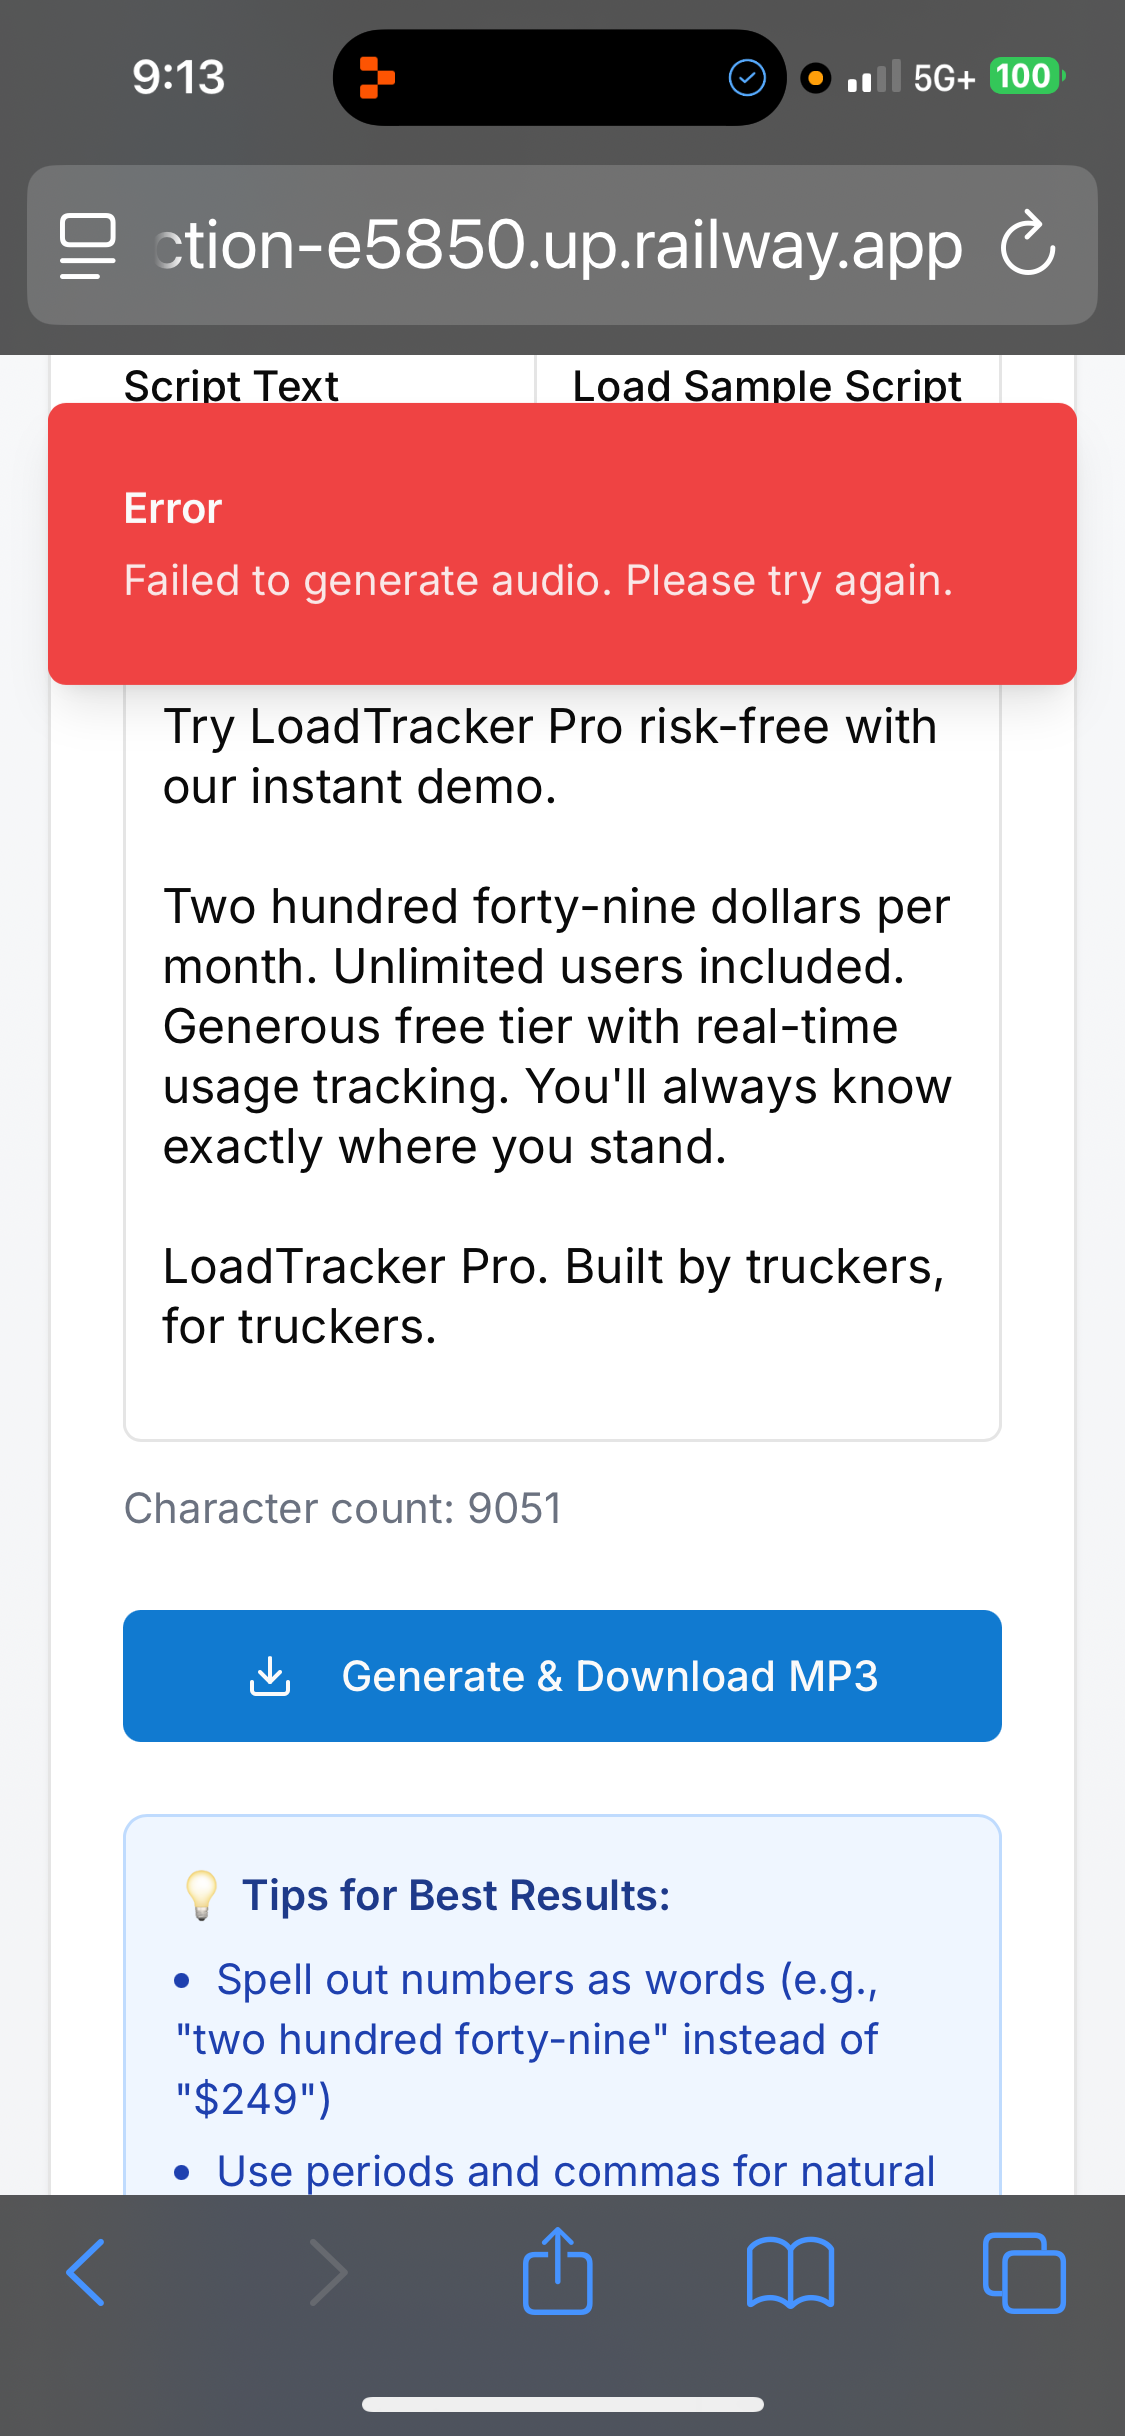 9:13
5G+
100
ction-e5850.up.railway.app
Script Text
Load Sample Script
Error
Failed to generate audio. Please try again.
Try LoadTracker Pro risk-free with
our instant demo.
Two hundred forty-nine dollars per
month. Unlimited users included.
Generous free tier with real-time
usage tracking. You'll always know
exactly where you stand.
LoadTracker Pro. Built by truckers,
for truckers.
Character count: 9051
Generate & Download MP3
💡 Tips for Best Results:
• Spell out numbers as words (e.g.,
"two hundred forty-nine" instead of
"$249")
• Use periods and commas for natural